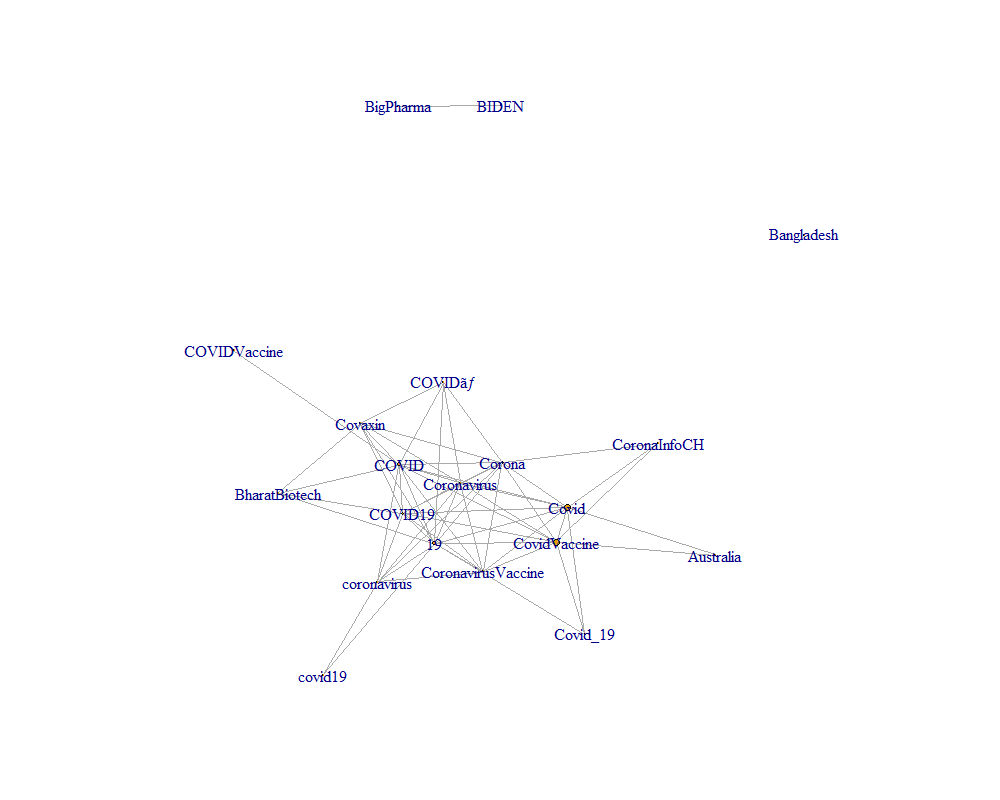 BigPharma
BIDEN
Bangladesh
COVIDVaccine
COVIDãƒ
Covaxin
CoronaInfoCH
COVID
Corona
Coronavirus
BharatBiotech
Covid
COVID19
19
CovidVaccine
Australia
CoronavirusVaccine
coronavirus
Covid_19
covid19